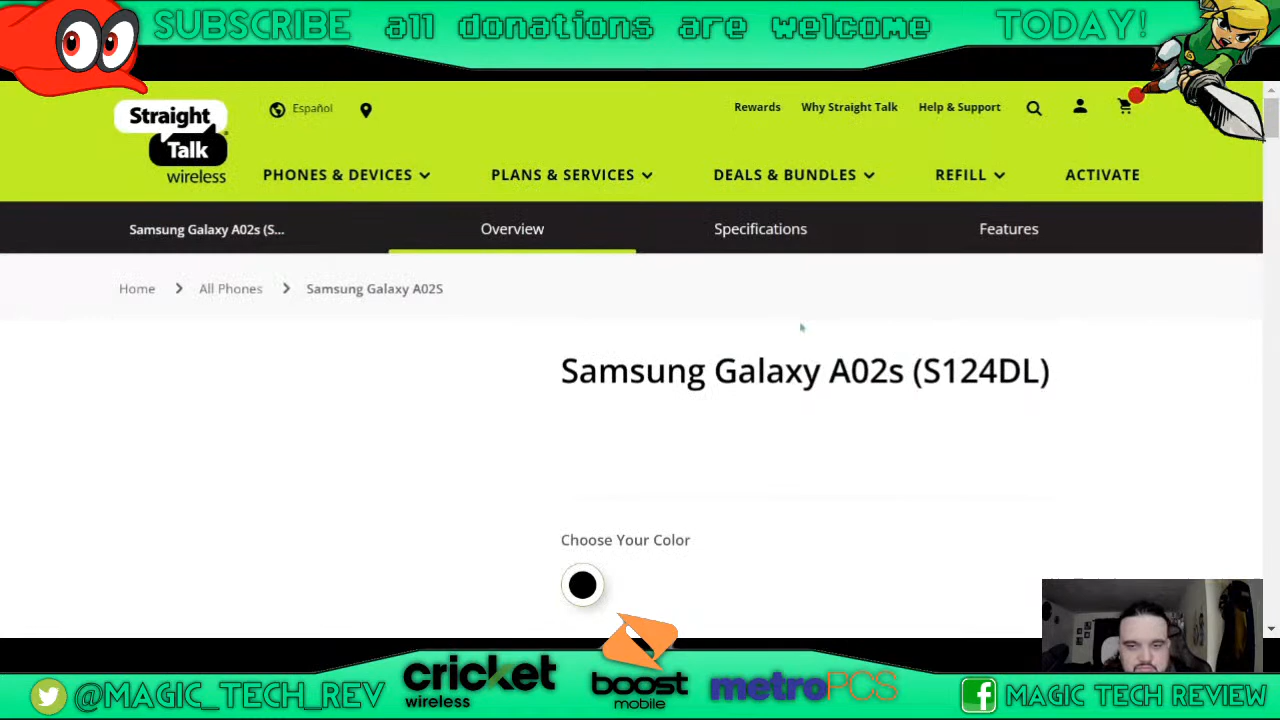 SUBSCRIBE all donations are welcome TODAY!
Straight Talk wireless
Español
Rewards Why Straight Talk Help & Support
PHONES & DEVICES PLANS & SERVICES DEALS & BUNDLES REFILL ACTIVATE
Samsung Galaxy A02s (S... Overview Specifications Features
Home All Phones Samsung Galaxy A02S
Samsung Galaxy A02s (S124DL)
Choose Your Color
@MAGIC_TECH_REV cricket wireless boost mobile metroPCS MAGIC TECH REVIEW